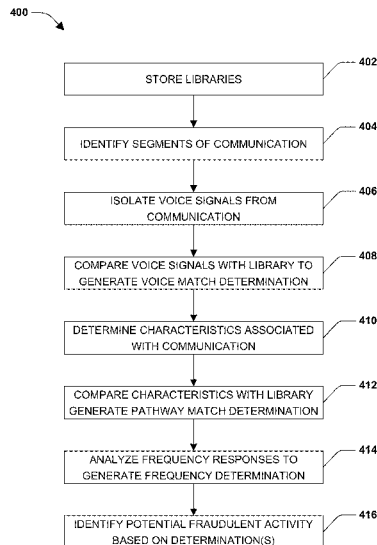 400
STORE LIBRARIES
402
IDENTIFY SEGMENTS OF COMMUNICATION
404
ISOLATE VOICE SIGNALS FROM
COMMUNICATION
406
COMPARE VOICE SIGNALS WITH LIBRARY TO
GENERATE VOICE MATCH DETERMINATION
408
DETERMINE CHARACTERISTICS ASSOCIATED
WITH COMMUNICATION
410
COMPARE CHARACTERISTICS WITH LIBRARY
GENERATE PATHWAY MATCH DETERMINATION
412
ANALYZE FREQUENCY RESPONSES TO
GENERATE FREQUENCY DETERMINATION
414
IDENTIFY POTENTIAL FRAUDULENT ACTIVITY
BASED ON DETERMINATION(S)
416